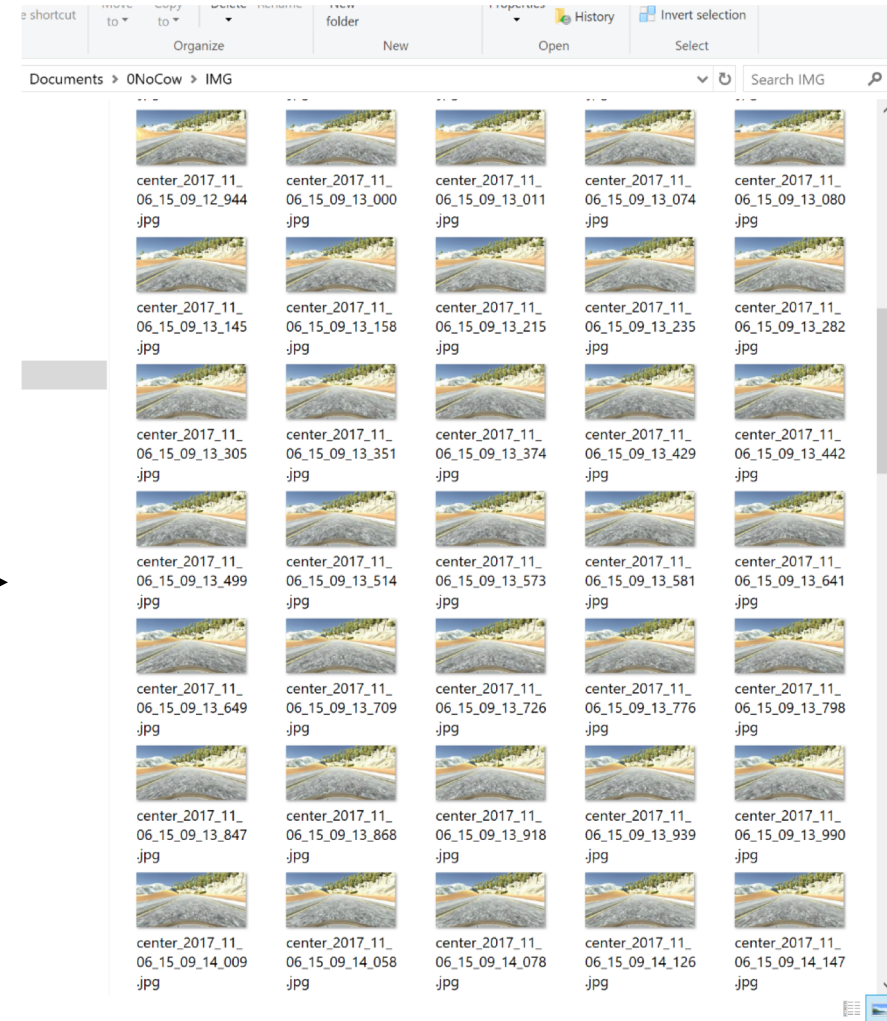 e shortcut
Move
to
Copy
to
Delete
Rename
New
folder
Properties
History
Invert selection
Organize
New
Open
Select
Documents > 0NoCow > IMG
Search IMG
center_2017_11_
06_15_09_12_944
.jpg
center_2017_11_
06_15_09_13_000
.jpg
center_2017_11_
06_15_09_13_011
.jpg
center_2017_11_
06_15_09_13_074
.jpg
center_2017_11_
06_15_09_13_080
.jpg
center_2017_11_
06_15_09_13_145
.jpg
center_2017_11_
06_15_09_13_158
.jpg
center_2017_11_
06_15_09_13_215
.jpg
center_2017_11_
06_15_09_13_235
.jpg
center_2017_11_
06_15_09_13_282
.jpg
center_2017_11_
06_15_09_13_305
.jpg
center_2017_11_
06_15_09_13_351
.jpg
center_2017_11_
06_15_09_13_374
.jpg
center_2017_11_
06_15_09_13_429
.jpg
center_2017_11_
06_15_09_13_442
.jpg
center_2017_11_
06_15_09_13_499
.jpg
center_2017_11_
06_15_09_13_514
.jpg
center_2017_11_
06_15_09_13_573
.jpg
center_2017_11_
06_15_09_13_581
.jpg
center_2017_11_
06_15_09_13_641
.jpg
center_2017_11_
06_15_09_13_649
.jpg
center_2017_11_
06_15_09_13_709
.jpg
center_2017_11_
06_15_09_13_726
.jpg
center_2017_11_
06_15_09_13_776
.jpg
center_2017_11_
06_15_09_13_798
.jpg
center_2017_11_
06_15_09_13_847
.jpg
center_2017_11_
06_15_09_13_868
.jpg
center_2017_11_
06_15_09_13_918
.jpg
center_2017_11_
06_15_09_13_939
.jpg
center_2017_11_
06_15_09_13_990
.jpg
center_2017_11_
06_15_09_14_009
.jpg
center_2017_11_
06_15_09_14_058
.jpg
center_2017_11_
06_15_09_14_078
.jpg
center_2017_11_
06_15_09_14_126
.jpg
center_2017_11_
06_15_09_14_147
.jpg